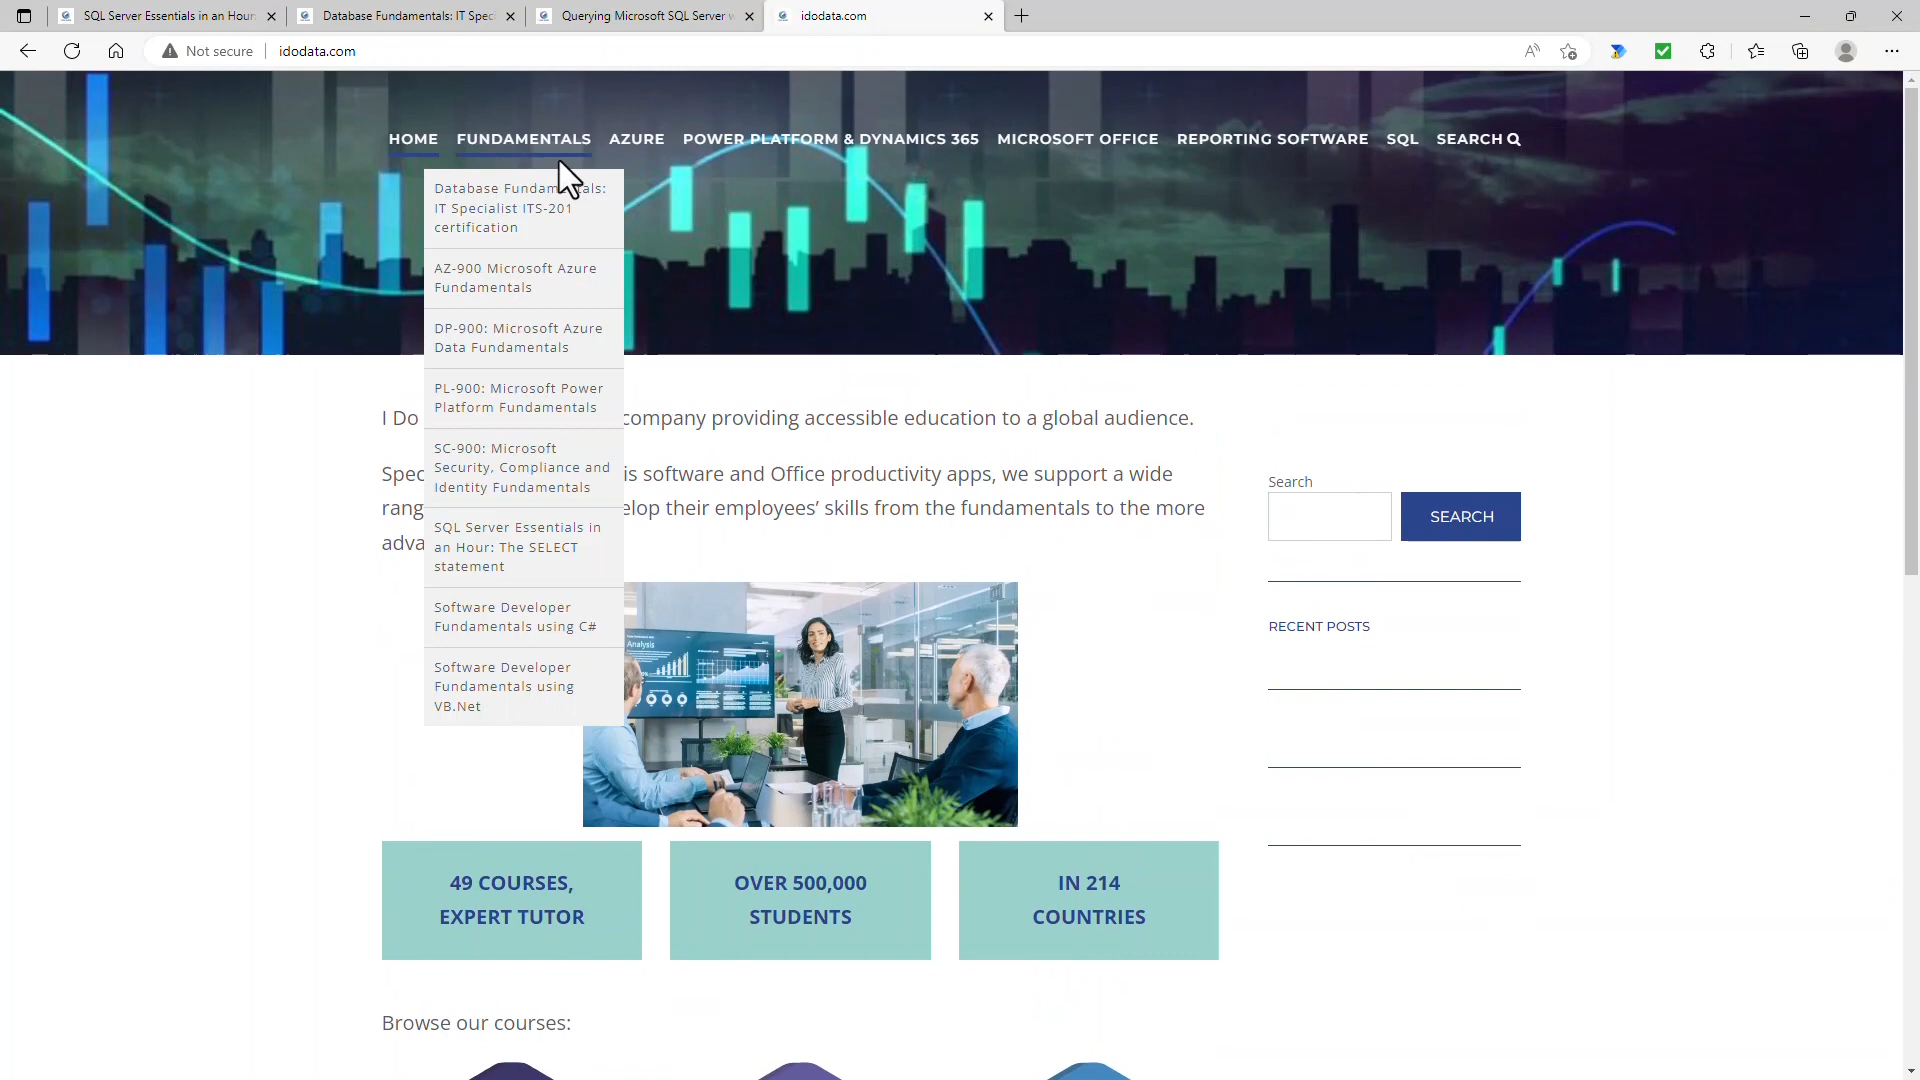 SQL Server Essentials in an Hour:
Database Fundamentals: IT Speci
Querying Microsoft SQL Server
idodata.com
Not secure
idodata.com
HOME
FUNDAMENTALS
AZURE
POWER PLATFORM & DYNAMICS 365
MICROSOFT OFFICE
REPORTING SOFTWARE
SQL
SEARCH
Database Fundam als:
IT Specialist ITS-201
certification
AZ-900 Microsoft Azure
Fundamentals
DP-900: Microsoft Azure
Data Fundamentals
PL-900: Microsoft Power
Platform Fundamentals
SC-900: Microsoft
Security, Compliance and
Identity Fundamentals
SQL Server Essentials in
an Hour: The SELECT
statement
Software Developer
Fundamentals using C#
Software Developer
Fundamentals using
VB.Net
I Do company providing accessible education to a global audience.
Spec is software and Office productivity apps, we support a wide
rang elop their employees’ skills from the fundamentals to the more
adva
Analysis
49 COURSES,
EXPERT TUTOR
OVER 500,000
STUDENTS
IN 214
COUNTRIES
Browse our courses:
Search
SEARCH
RECENT POSTS